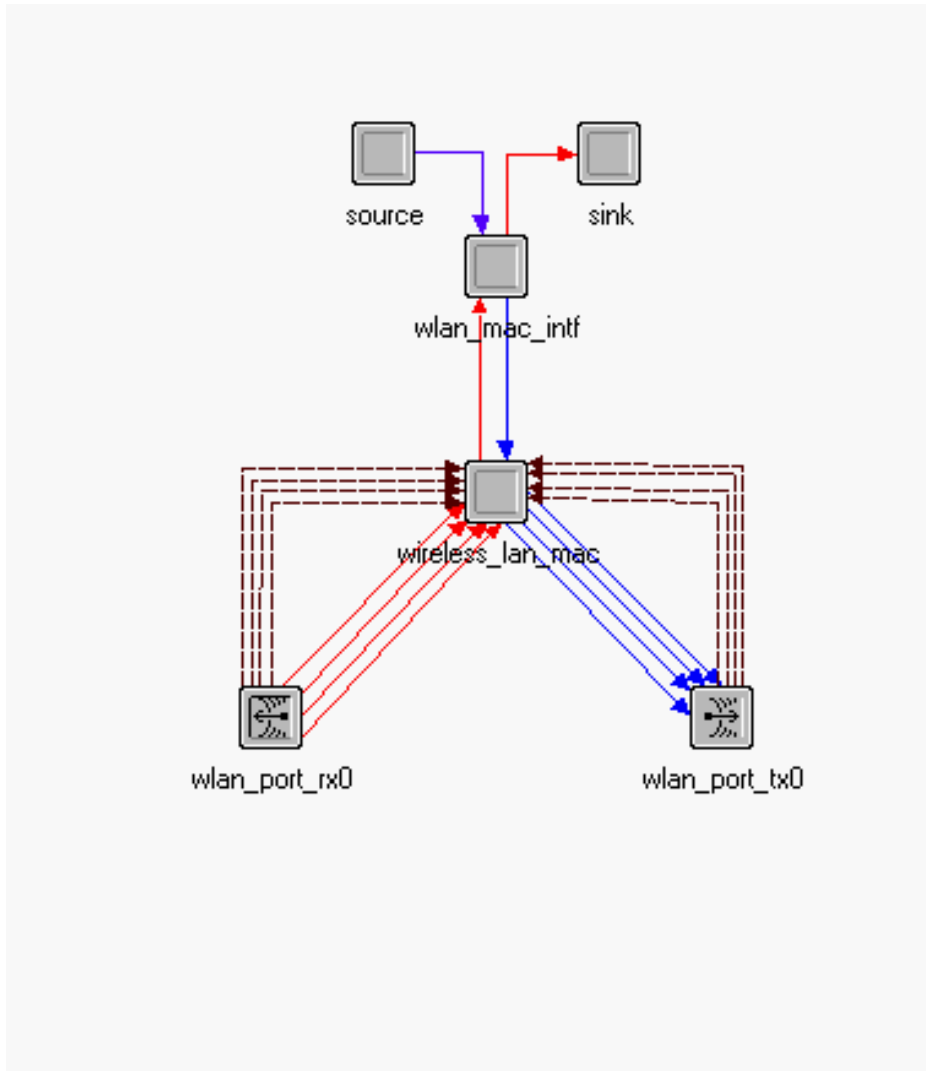 source
sink
wlan_mac_intf
wireless_lan_mac
wlan_port_rx0
wlan_port_tx0